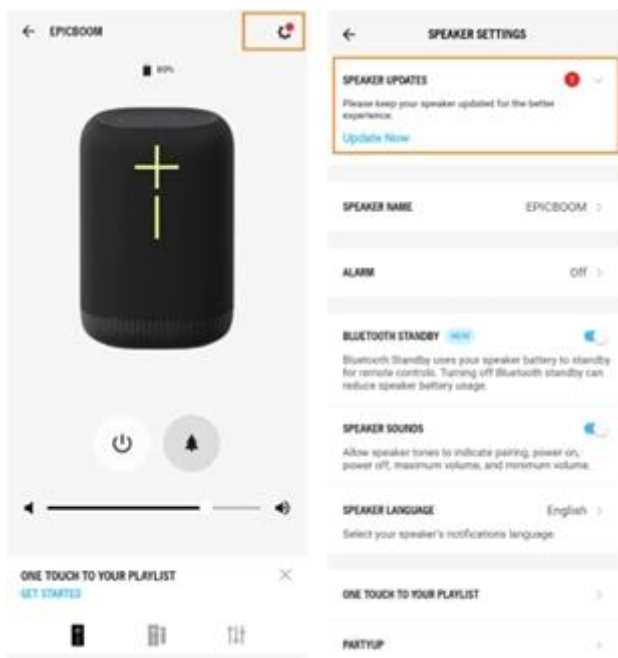 EPICBOOM
80%
ONE TOUCH TO YOUR PLAYLIST
GET STARTED
SPEAKER SETTINGS
SPEAKER UPDATES
Please keep your speaker updated for the better
experience.
Update Now
SPEAKER NAME
EPICBOOM
ALARM
Off
BLUETOOTH STANDBY
NEW
Bluetooth Standby uses your speaker battery to standby
for remote controls. Turning off Bluetooth standby can
reduce speaker battery usage.
SPEAKER SOUNDS
Allow speaker tones to indicate pairing, power on,
power off, maximum volume, and minimum volume.
SPEAKER LANGUAGE
English
Select your speaker's notifications language
ONE TOUCH TO YOUR PLAYLIST
PARTYUP